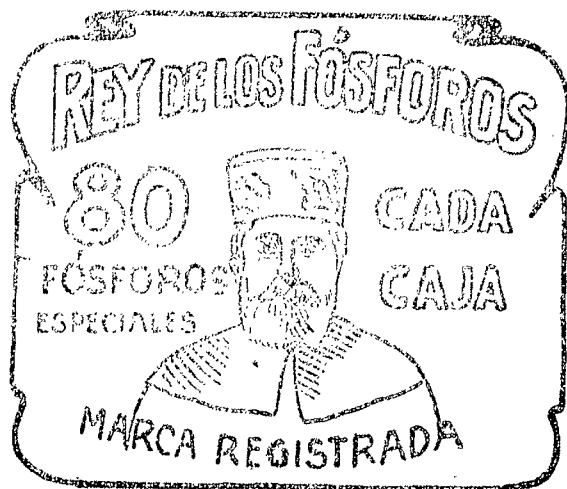 REY DE LOS FÓSFOROS
80
FÓSFOROS
ESPECIALES
CADA
CAJA
MARCA REGISTRADA